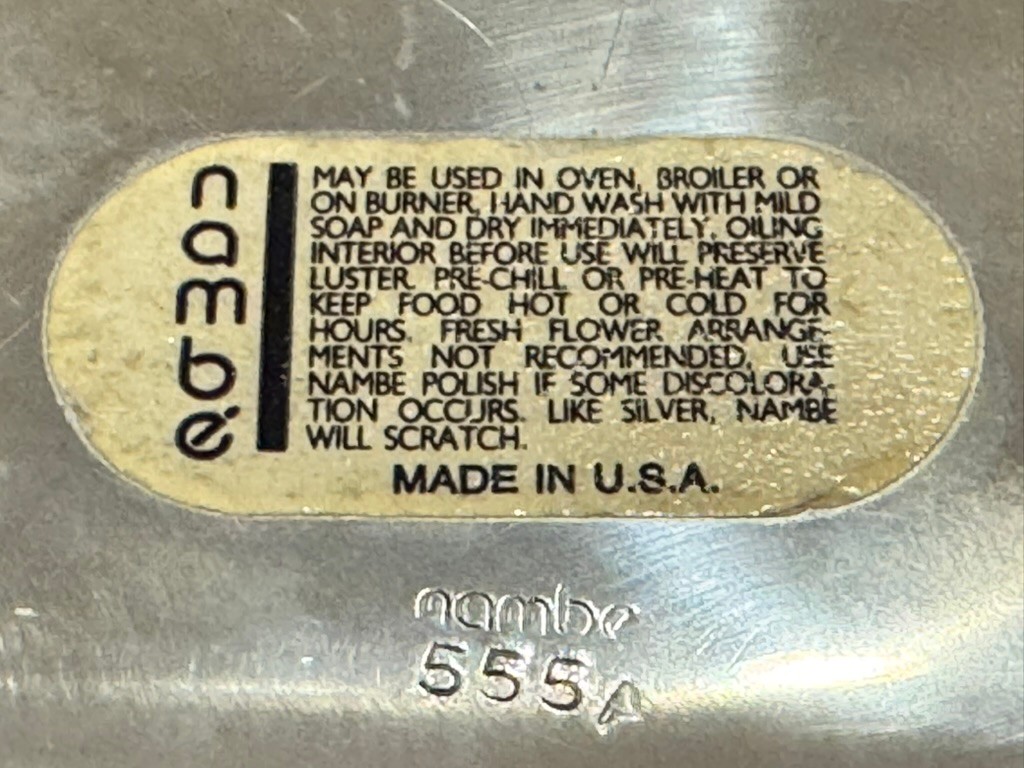 nambé
MAY BE USED IN OVEN, BROILER OR
ON BURNER, HAND WASH WITH MILD
SOAP AND DRY IMMEDIATELY, OILING
INTERIOR BEFORE USE WILL PRESERVE
LUSTER. PRE-CHILL OR PRE-HEAT TO
KEEP FOOD HOT OR COLD FOR
HOURS. FRESH FLOWER ARRANGE-
MENTS NOT RECOMMENDED, USE
NAMBE POLISH IF SOME DISCOLORA-
TION OCCURS. LIKE SILVER, NAMBE
WILL SCRATCH.
MADE IN U.S.A.
nambe
555A